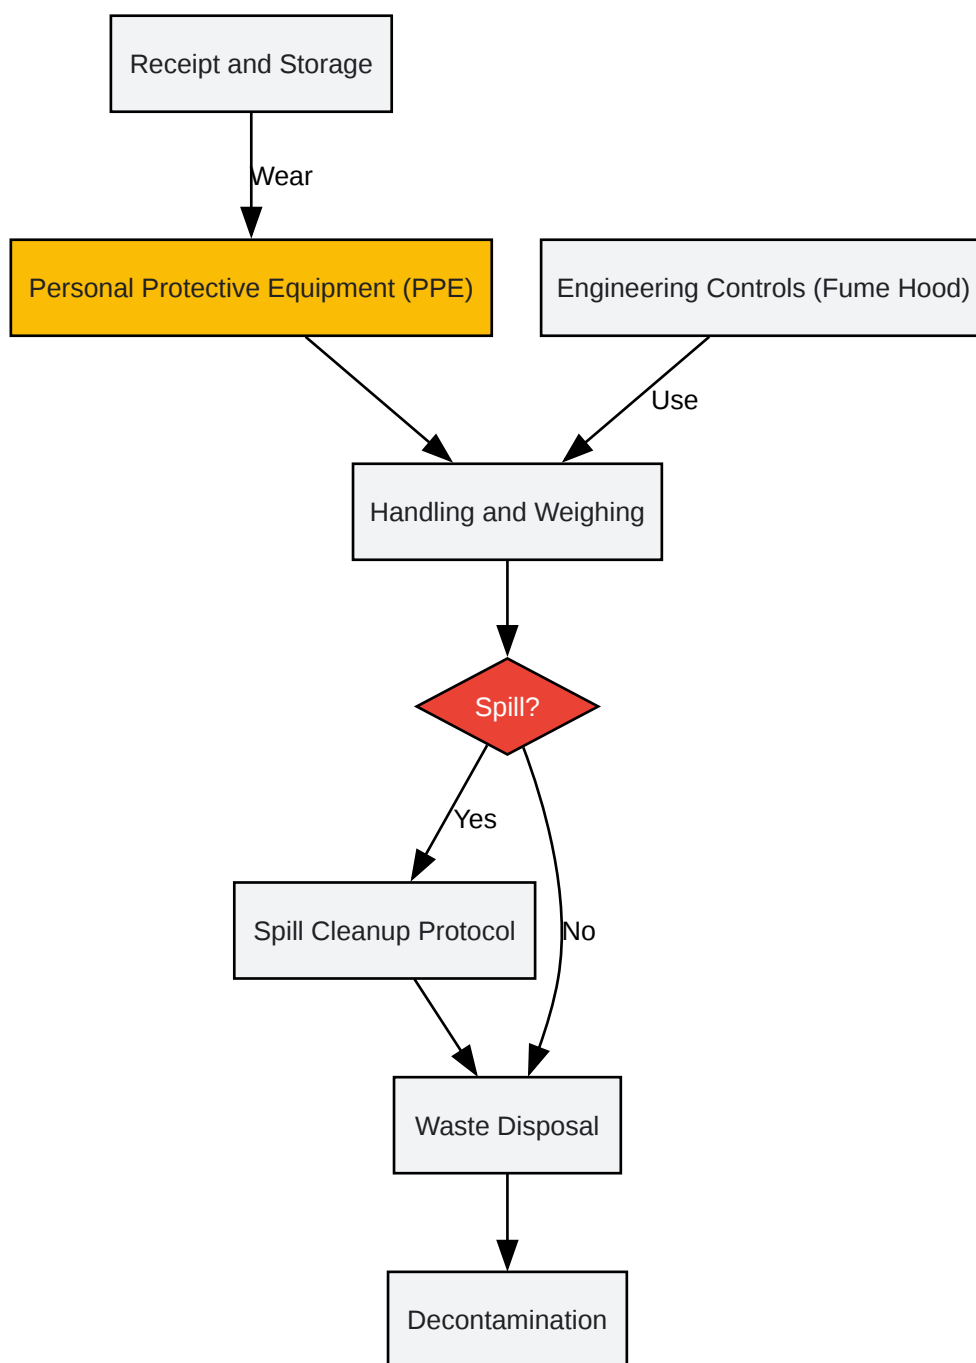 Receipt and Storage
Wear
Personal Protective Equipment (PPE)
Engineering Controls (Fume Hood)
Use
Handling and Weighing
Spill?
Yes
Spill Cleanup Protocol
No
Waste Disposal
Decontamination